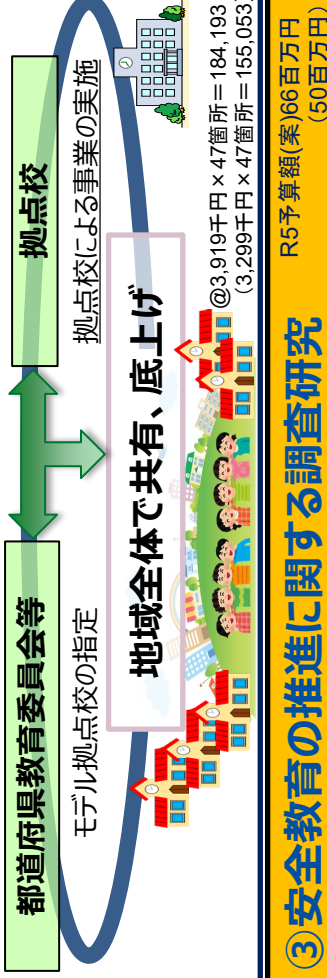 都道府県教育委員会等
拠点校
モデル拠点校の指定
拠点校による事業の実施
地域全体で共有、底上げ
@3,919千円×47箇所＝184,193
(3,299千円×47箇所＝155,053
③安全教育の推進に関する調査研究
R5予算額(案)66百万円
(50百万円)